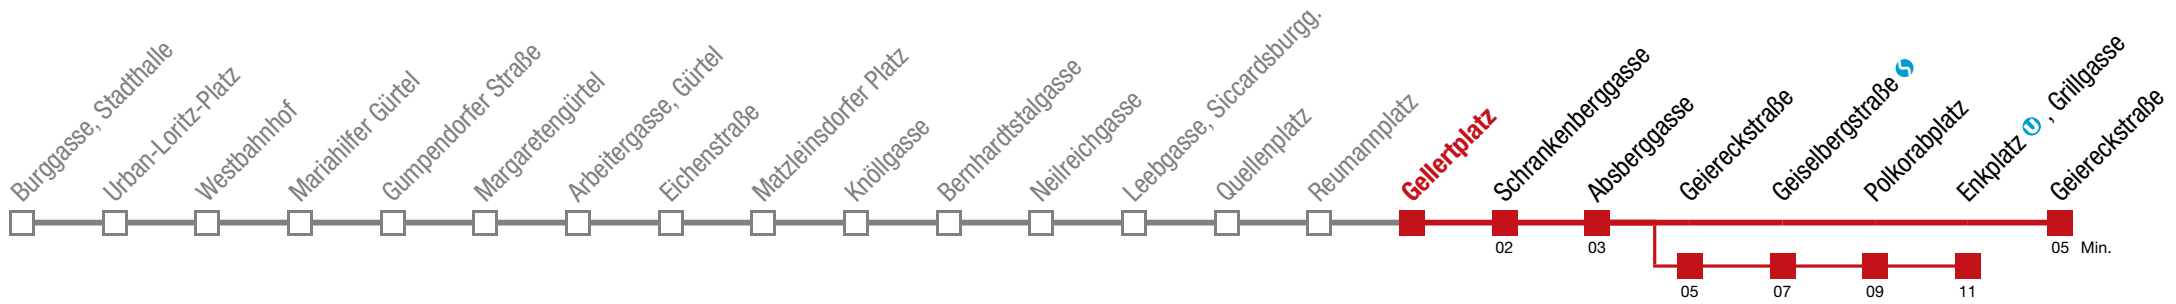 Burggasse, Stadthalle
Urban-Loritz-Platz
Westbahnhof
Mariahilfer Gürtel
Gumpendorfer Straße
Margaretengürtel
Arbeitergasse, Gürtel
Eichenstraße
Matzleinsdorfer Platz
Knöllgasse
Bernhardtstalgasse
Neilreichgasse
Leebgasse, Siccardsburgg.
Quellenplatz
Reumannplatz
Gellertplatz
Schrankenberggasse
Absberggasse
Geiereckstraße
Geiselbergstraße S
Polkorabplatz
Enkplatz U , Grillgasse
Geiereckstraße
02
03
05 Min.
05
07
09
11